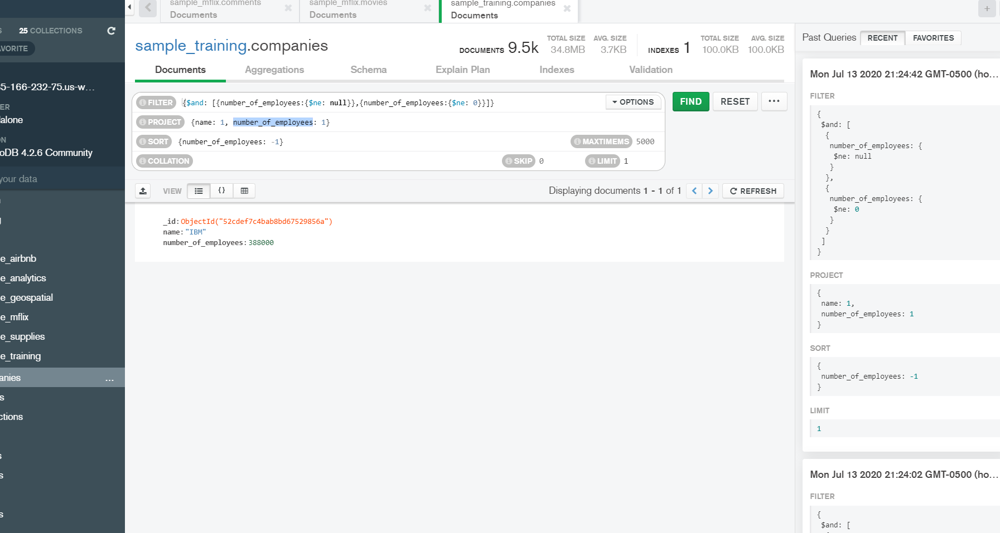 sample_mflix.comments
Documents
sample_mflix.movies
Documents
sample_training.companies
Documents
S 25 COLLECTIONS
AVORITE
35-166-232-75.us-w...
ER
alone
ON
oDB 4.2.6 Community
your data
e_airbnb
e_analytics
e_geospatial
e_mflix
e_supplies
e_training
anies ...
s
ctions
s
s
s
sample_training.companies
DOCUMENTS 9.5k
TOTAL SIZE
34.8MB
AVG. SIZE
3.7KB
INDEXES 1
TOTAL SIZE
100.0KB
AVG. SIZE
100.0KB
Documents Aggregations Schema Explain Plan Indexes Validation
FILTER {$and: [{number_of_employees:{$ne: null}},{number_of_employees:{$ne: 0}}]} OPTIONS
FIND RESET ...
PROJECT {name: 1, number_of_employees: 1}
SORT {number_of_employees: -1} MAXTIMEMS 5000
COLLATION SKIP 0 LIMIT 1
VIEW {} Displaying documents 1 - 1 of 1 < > REFRESH
_id:ObjectId("52cdef7c4bab8bd67529856a")
name:"IBM"
number_of_employees:388000
Past Queries RECENT FAVORITES
Mon Jul 13 2020 21:24:42 GMT-0500 (ho...
FILTER
{
$and: [
{
number_of_employees: {
$ne: null
}
},
{
number_of_employees: {
$ne: 0
}
}
]
}
PROJECT
{
name: 1,
number_of_employees: 1
}
SORT
{
number_of_employees: -1
}
LIMIT
1
Mon Jul 13 2020 21:24:02 GMT-0500 (ho...
FILTER
{
$and: [